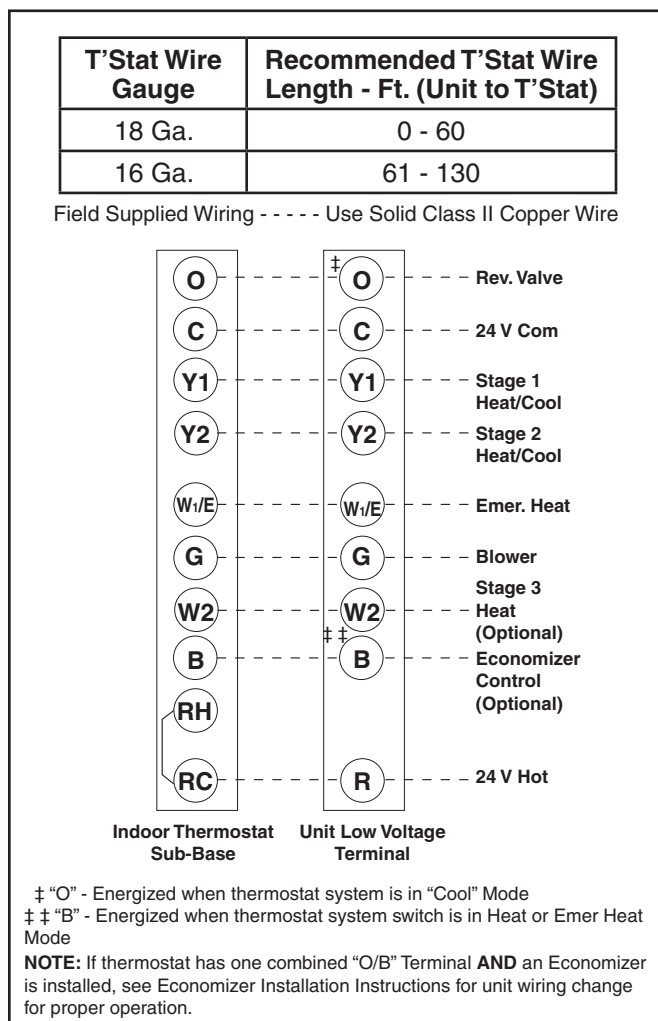 T'Stat Wire Gauge
Recommended T'Stat Wire Length - Ft. (Unit to T'Stat)
18 Ga.
0 - 60
16 Ga.
61 - 130
Field Supplied Wiring - - - - - Use Solid Class II Copper Wire
O ‡ O Rev. Valve
C C 24 V Com
Y1 Y1 Stage 1
Heat/Cool
Y2 Y2 Stage 2
Heat/Cool
W1/E W1/E Emer. Heat
G G Blower
Stage 3
W2 W2 Heat
(Optional)
‡ ‡
B B Economizer
Control
(Optional)
RH
RC R 24 V Hot
Indoor Thermostat
Sub-Base
Unit Low Voltage
Terminal
‡ “O” - Energized when thermostat system is in “Cool” Mode
‡ ‡ “B” - Energized when thermostat system switch is in Heat or Emer Heat
Mode
NOTE: If thermostat has one combined “O/B” Terminal AND an Economizer
is installed, see Economizer Installation Instructions for unit wiring change
for proper operation.